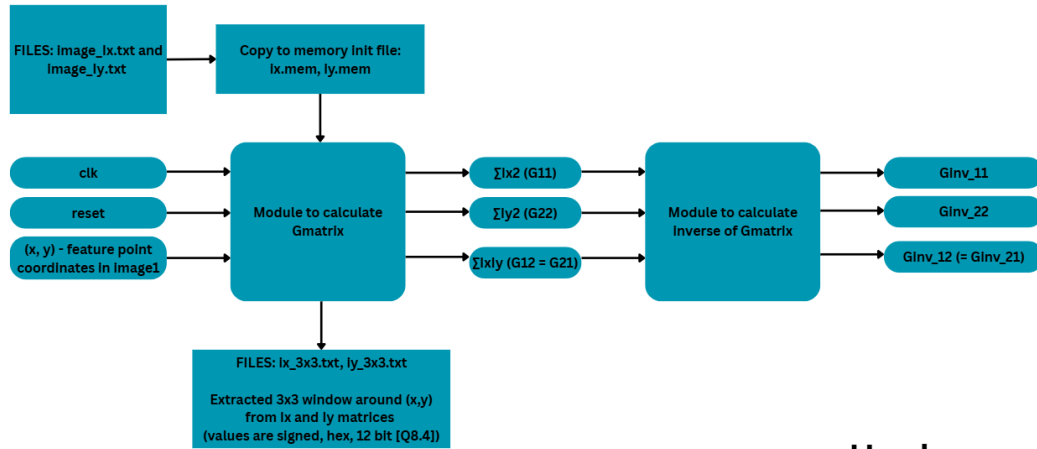 FILES: Image_Ix.txt and
Image_Iy.txt
Copy to memory init file:
Ix.mem, Iy.mem
clk
reset
(x, y) - feature point
coordinates in Image1
Module to calculate
Gmatrix
∑Ix2 (G11)
∑Iy2 (G22)
∑IxIy (G12 = G21)
Module to calculate
Inverse of Gmatrix
GInv_11
GInv_22
GInv_12 (= GInv_21)
FILES: Ix_3x3.txt, Iy_3x3.txt
Extracted 3x3 window around (x,y)
from Ix and Iy matrices
(values are signed, hex, 12 bit [Q8.4])